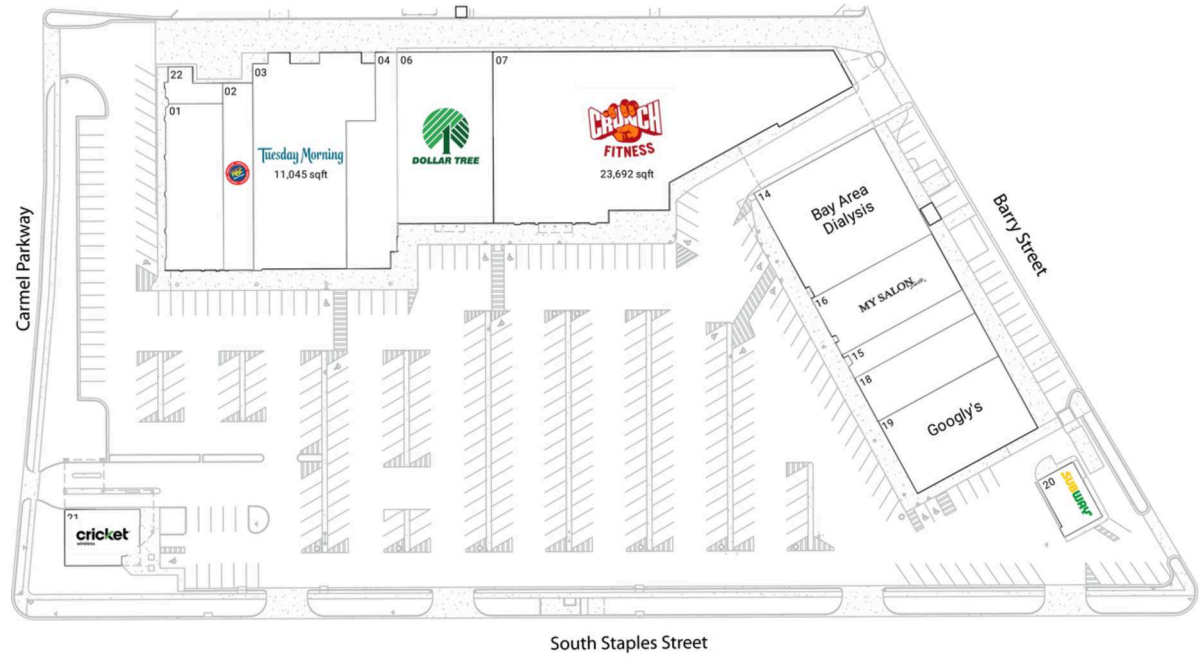 22
01
02
03
Tuesday Morning
11,045 sqft
04
06
DOLLAR TREE
07
CRUNCH
FITNESS
23,692 sqft
14
Bay Area
Dialysis
16
MY SALON
15
18
19
Googly's
20
SUBWAY
21
cricket
wireless
Carmel Parkway
Barry Street
South Staples Street